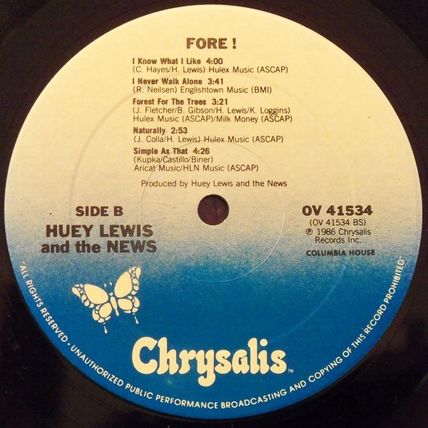 FORE !
I Know What I Like 4:00
(C. Hayes/H. Lewis) Hulex Music (ASCAP)
I Never Walk Alone 3:41
(R. Neilsen) Englishtown Music (BMI)
Forest For The Trees 3:21
(J. Fletcher/B. Gibson/H. Lewis/K. Loggins)
Hulex Music (ASCAP)/Milk Money (ASCAP)
Naturally 2:53
(J. Colla/H. Lewis) Hulex Music (ASCAP)
Simple As That 4:26
(Kupka/Castillo/Biner)
Aricat Music/HLN Music (ASCAP)
Produced by Huey Lewis and the News
SIDE B
HUEY LEWIS
and the NEWS
OV 41534
(OV 41534 BS)
℗ 1986 Chrysalis
Records Inc.
COLUMBIA HOUSE
Chrysalis™
ALL RIGHTS RESERVED · UNAUTHORIZED PUBLIC PERFORMANCE BROADCASTING AND COPYING OF THIS RECORD PROHIBITED